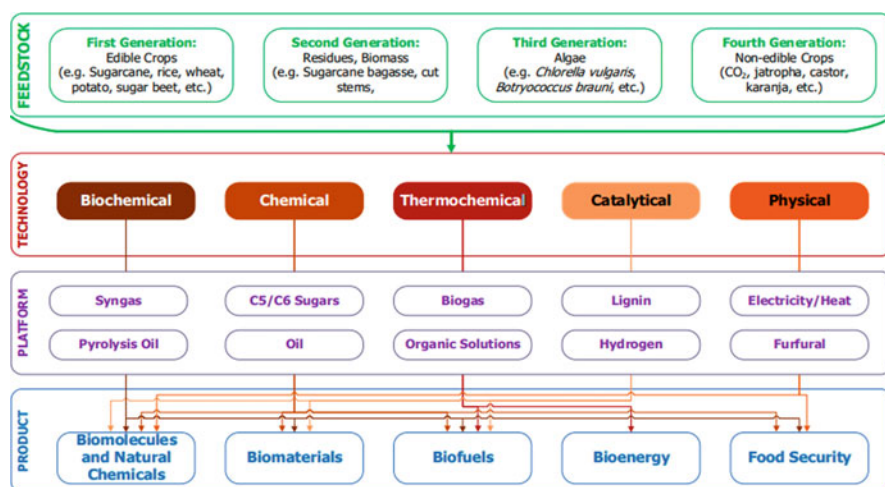 FEEDSTOCK
First Generation:
Edible Crops
(e.g. Sugarcane, rice, wheat,
potato, sugar beet, etc.)
Second Generation:
Residues, Biomass
(e.g. Sugarcane bagasse, cut
stems,
Third Generation:
Algae
(e.g. Chlorella vulgaris,
Botryococcus brauni, etc.)
Fourth Generation:
Non-edible Crops
(CO₂, jatropha, castor,
karanja, etc.)
TECHNOLOGY
Biochemical
Chemical
Thermochemical
Catalytical
Physical
PLATFORM
Syngas
C5/C6 Sugars
Biogas
Lignin
Electricity/Heat
Pyrolysis Oil
Oil
Organic Solutions
Hydrogen
Furfural
PRODUCT
Biomolecules
and Natural
Chemicals
Biomaterials
Biofuels
Bioenergy
Food Security